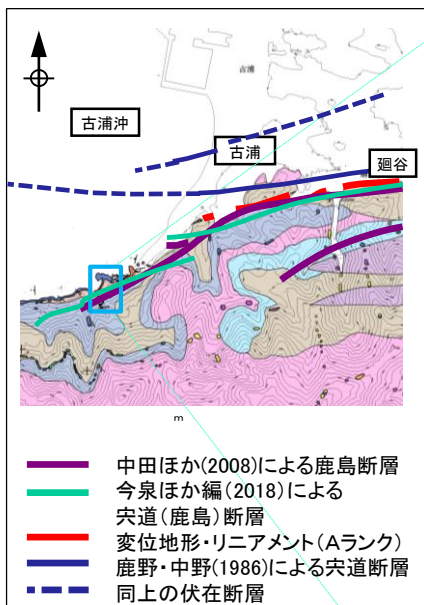 古浦
古浦沖
古浦
廻谷
m
中田ほか(2008)による鹿島断層
今泉ほか編(2018)による
宍道(鹿島)断層
変位地形・リニアメント(Aランク)
鹿野・中野(1986)による宍道断層
同上の伏在断層